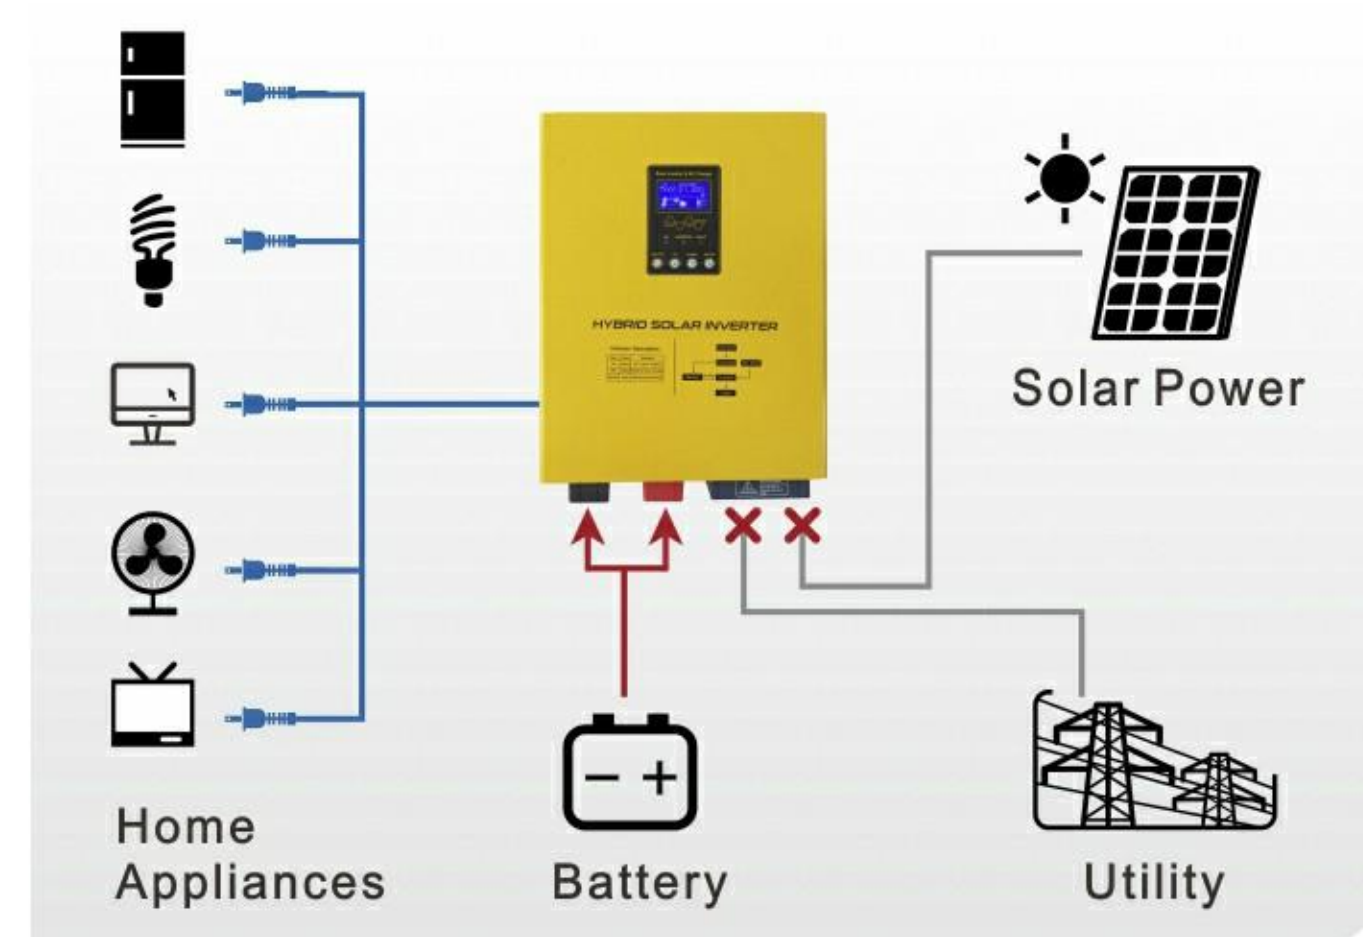 HYBRID SOLAR INVERTER
Solar Power
Home
Appliances
Battery
Utility